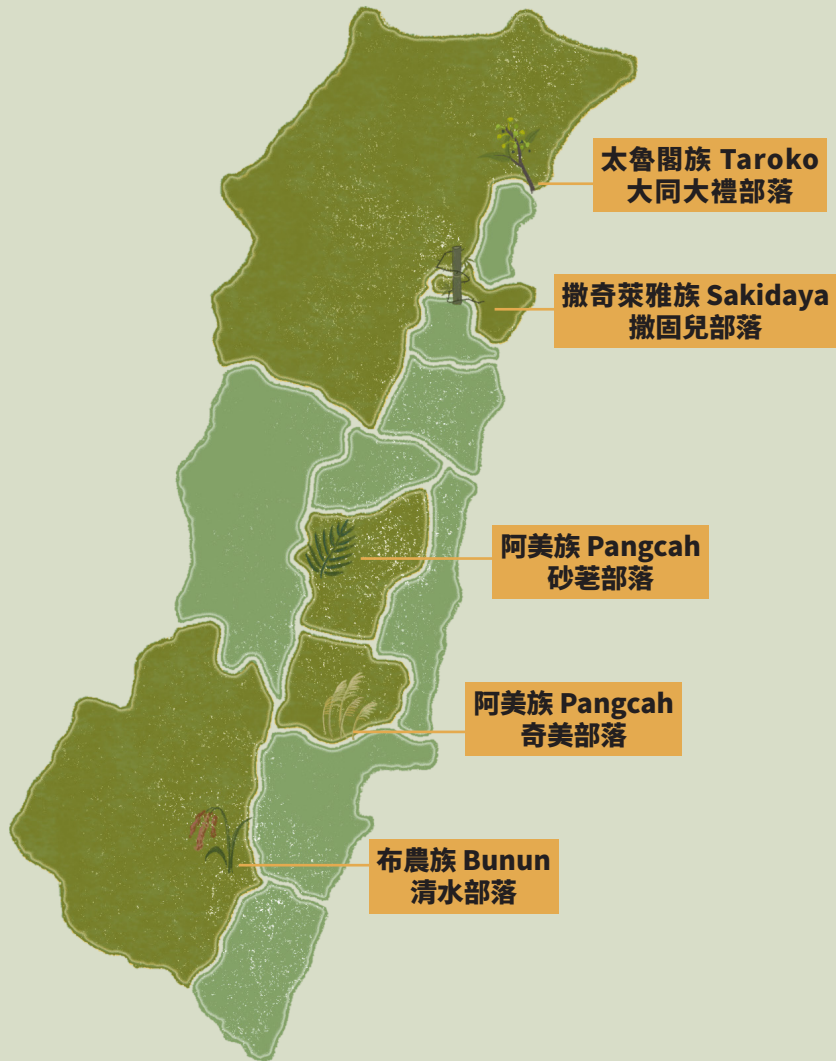 太魯閣族 Taroko
大同大禮部落
撒奇萊雅族 Sakidaya
撒固兒部落
阿美族 Pangcah
砂荖部落
阿美族 Pangcah
奇美部落
布農族 Bunun
清水部落